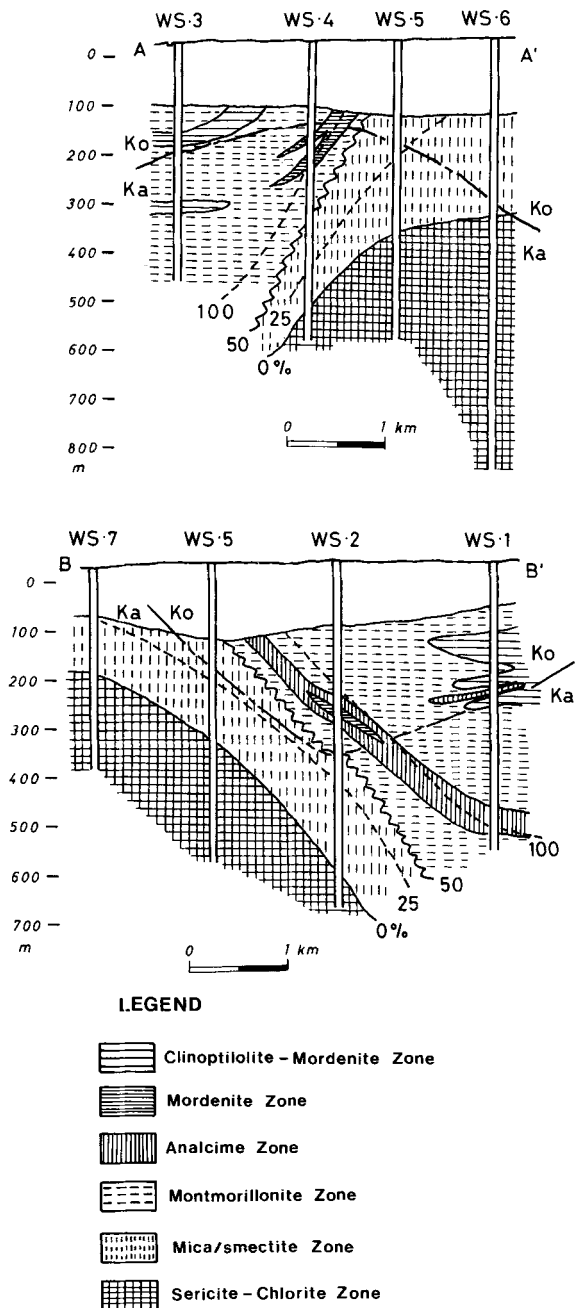 WS·3 WS·4 WS·5 WS·6
A A'
0
100
200
300
400
500
600
700
800
m
Ko
Ka
Ko
Ka
100
50
25
0%
0 1 km
WS·7 WS·5 WS·2 WS·1
B B'
0
100
200
300
400
500
600
700
m
Ka Ko
Ko
Ka
100
50
25
0%
0 1 km
LEGEND
Clinoptilolite-Mordenite Zone
Mordenite Zone
Analcime Zone
Montmorillonite Zone
Mica/smectite Zone
Sericite-Chlorite Zone